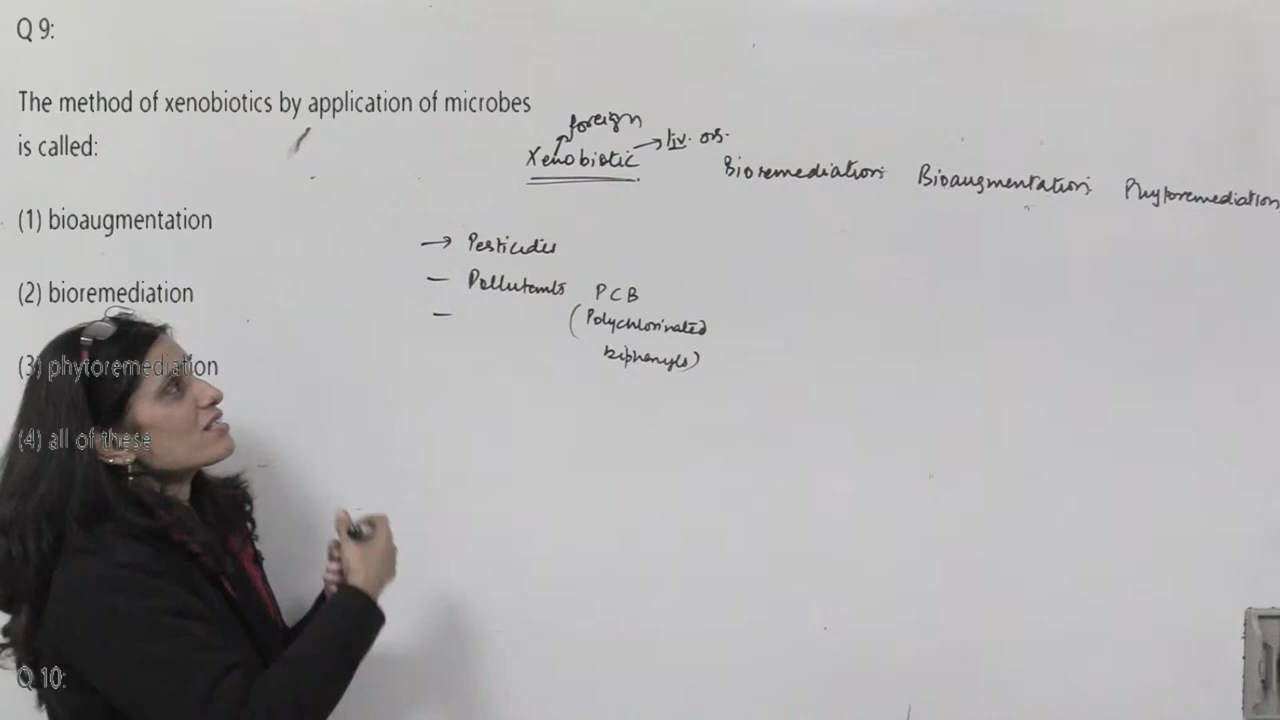 Q 9:
The method of xenobiotics by application of microbes
is called:
(1) bioaugmentation
(2) bioremediation
(3) phytoremediation
(4) all of these
Q 10:
foreign
Xenobiotic → liv. org.
Bioremediation Bioaugmentation Phytoremediation
→ Pesticides
— Pollutants PCB
—
(Polychlorinated
biphenyls)